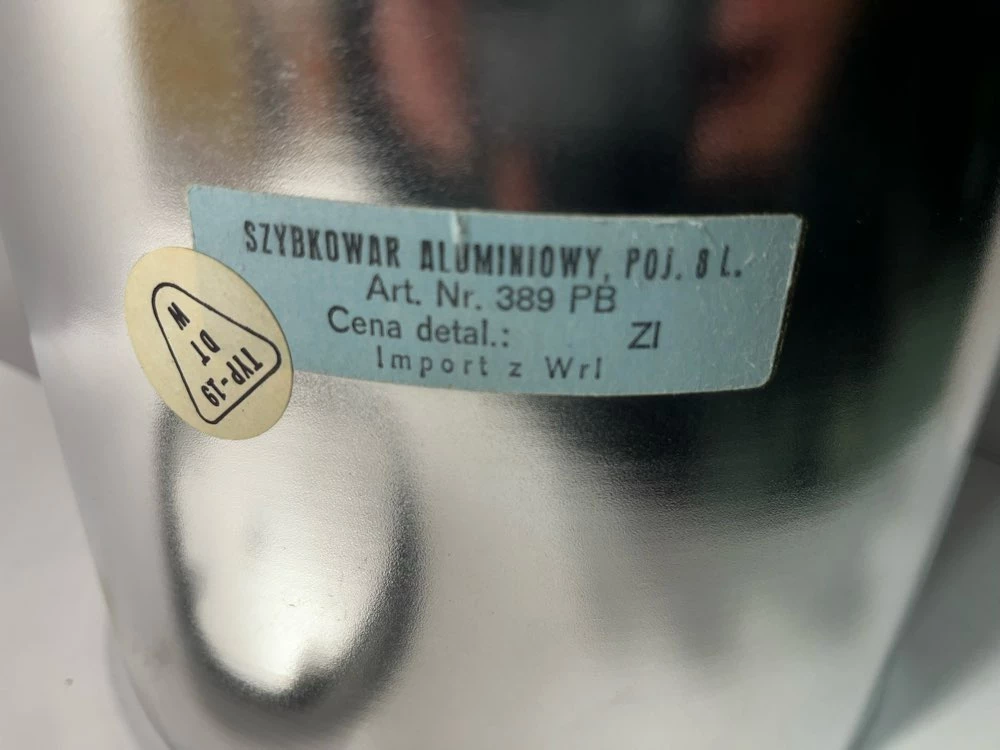 SZYBKOWAR ALUMINIOWY, POJ. 8 L.
Art. Nr. 389 PB
Cena detal.: Zl
Import z Wrl
TYP-19
DT
W